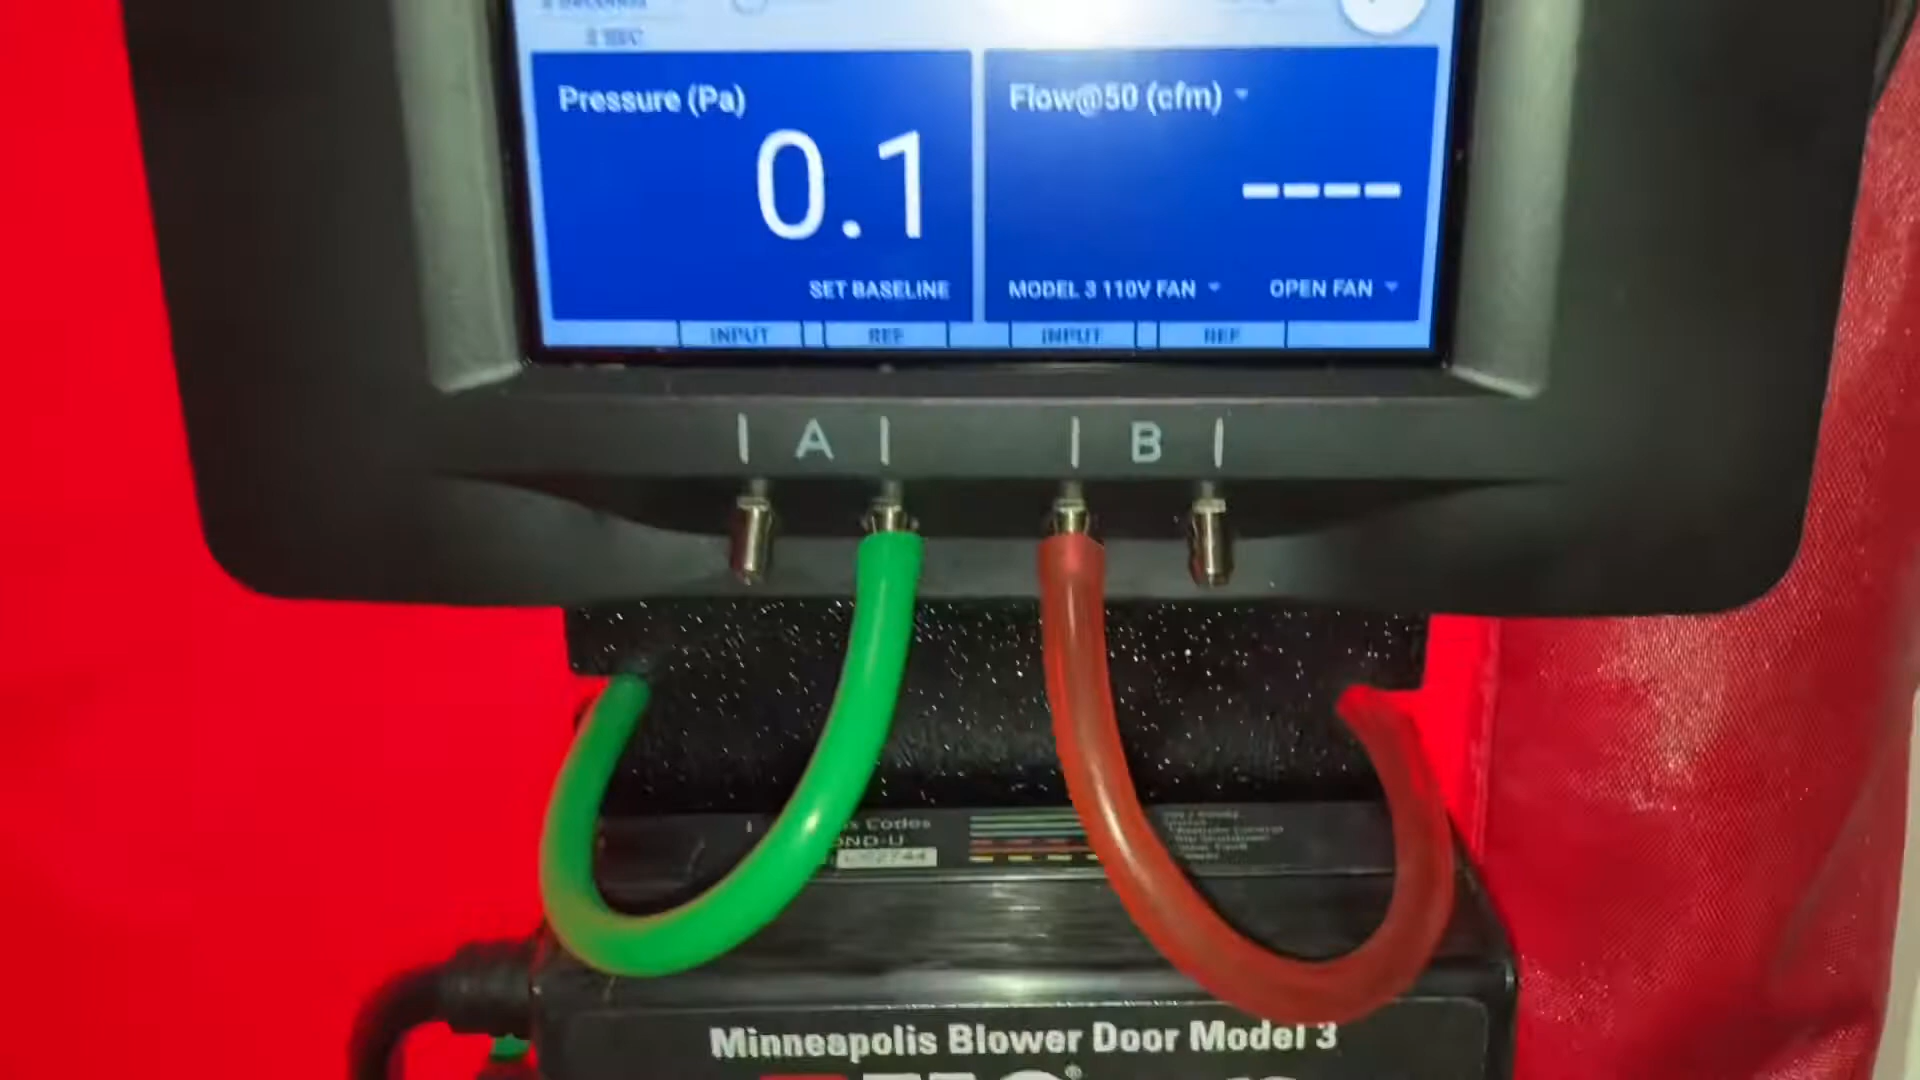 Pressure (Pa)
0.1
SET BASELINE
Flow@50 (cfm)
----
MODEL 3 110V FAN
OPEN FAN
INPUT
REF
INPUT
REF
A
B
Codes
Minneapolis Blower Door Model 3